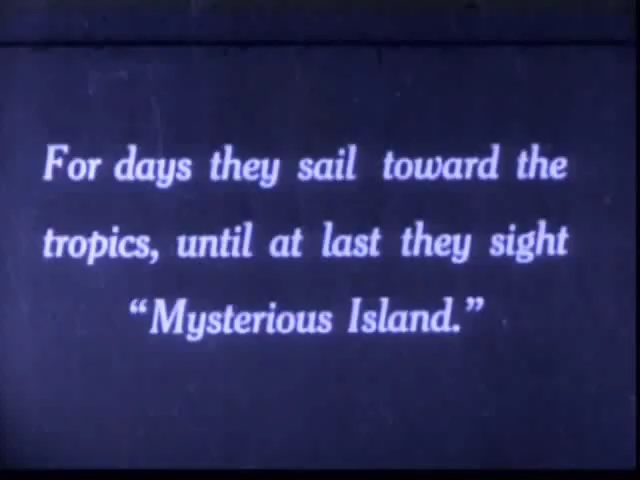 For days they sail toward the
tropics, until at last they sight
“Mysterious Island.”